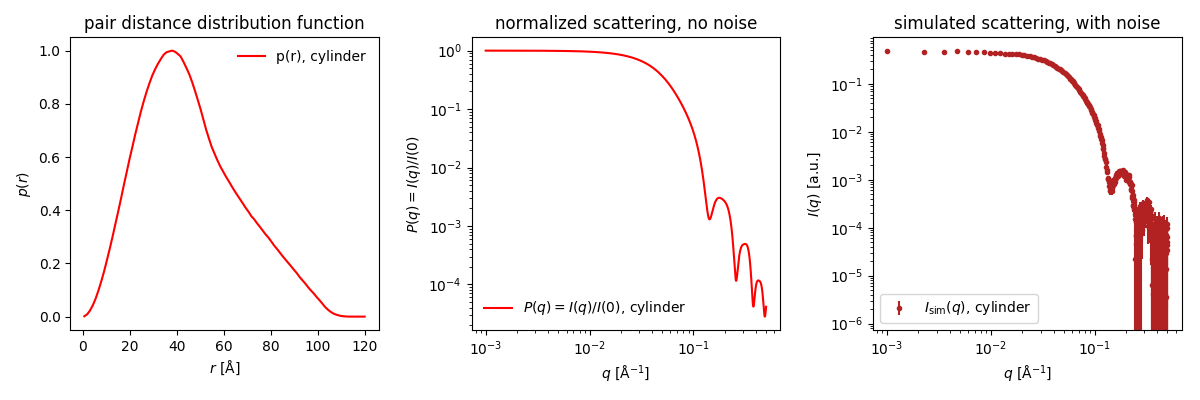 pair distance distribution function
p(r), cylinder
1.0
0.8
0.6
0.4
0.2
0.0
p(r)
0 20 40 60 80 100 120
r [Å]
normalized scattering, no noise
10⁰
10⁻¹
10⁻²
10⁻³
10⁻⁴
P(q) = I(q)/I(0)
P(q) = I(q)/I(0), cylinder
10⁻³ 10⁻² 10⁻¹
q [Å⁻¹]
simulated scattering, with noise
10⁻¹
10⁻²
10⁻³
10⁻⁴
10⁻⁵
10⁻⁶
I(q) [a.u.]
I_sim(q), cylinder
10⁻³ 10⁻² 10⁻¹
q [Å⁻¹]